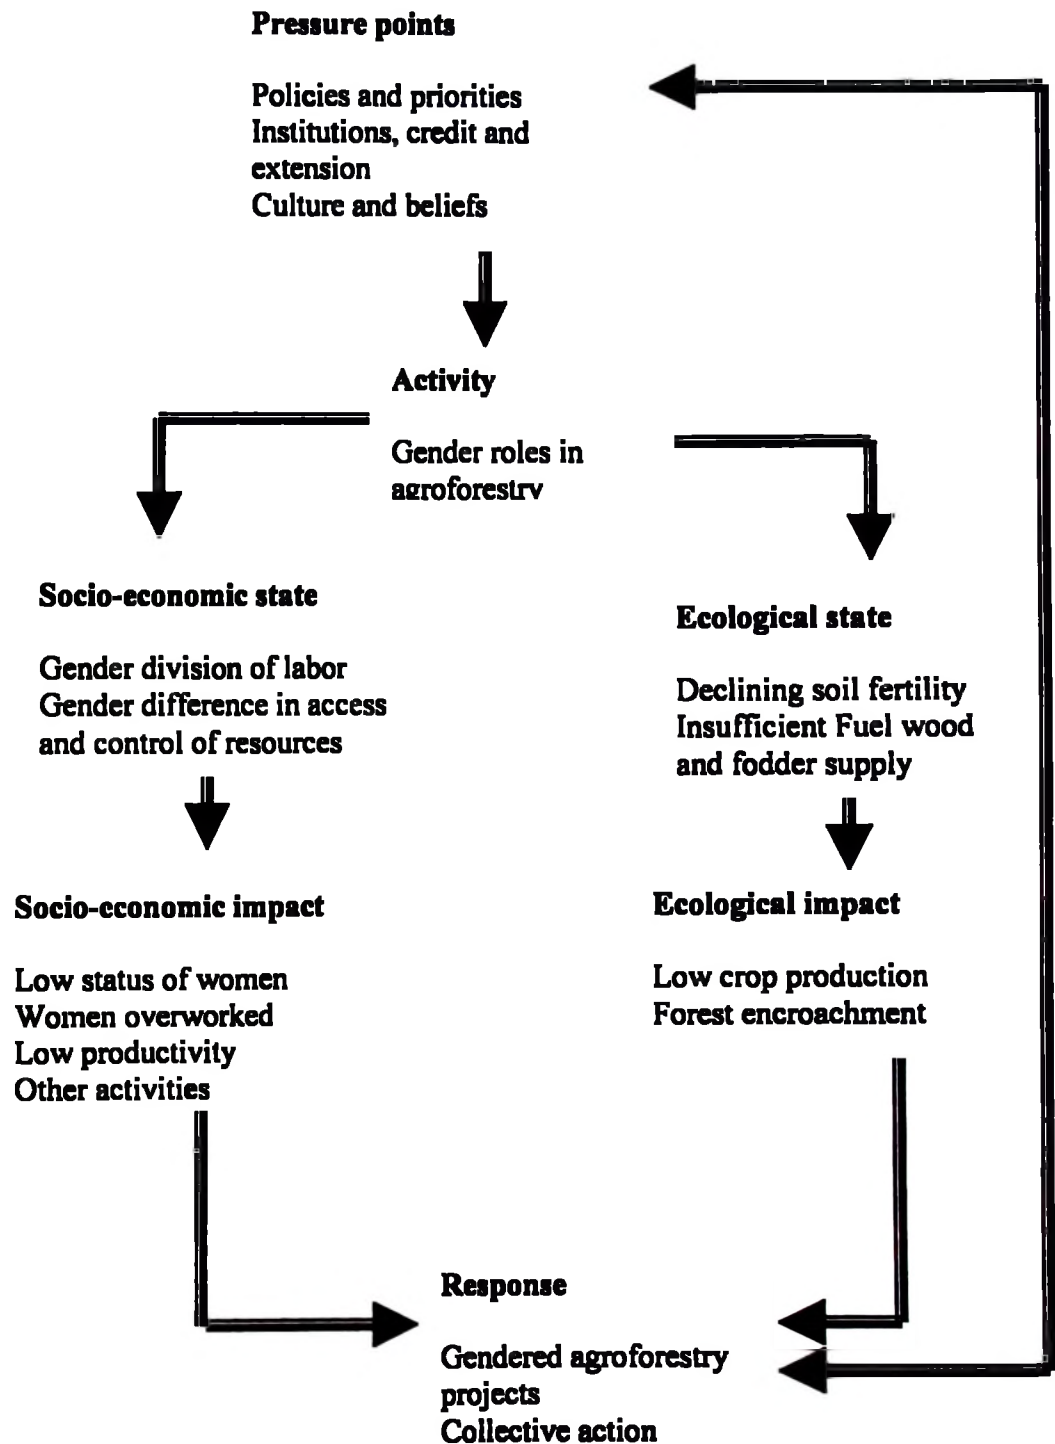 Pressure points
Policies and priorities
Institutions, credit and
extension
Culture and beliefs
Activity
Gender roles in
agroforestry
Socio-economic state
Gender division of labor
Gender difference in access
and control of resources
Ecological state
Declining soil fertility
Insufficient Fuel wood
and fodder supply
Socio-economic impact
Low status of women
Women overworked
Low productivity
Other activities
Ecological impact
Low crop production
Forest encroachment
Response
Gendered agroforestry
projects
Collective action